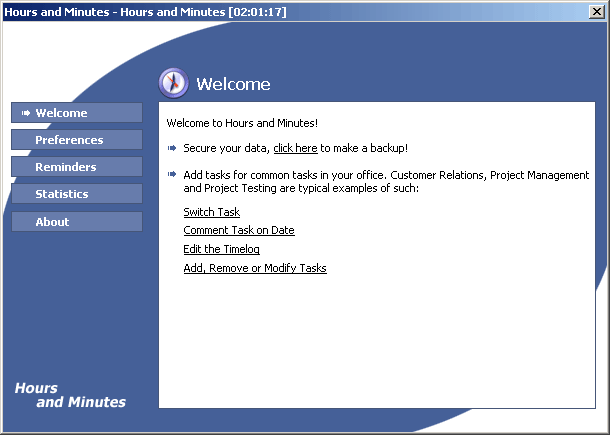 Hours and Minutes - Hours and Minutes [02:01:17]
Welcome
Welcome
Preferences
Reminders
Statistics
About
Welcome to Hours and Minutes!
Secure your data, click here to make a backup!
Add tasks for common tasks in your office. Customer Relations, Project Management
and Project Testing are typical examples of such:
Switch Task
Comment Task on Date
Edit the Timelog
Add, Remove or Modify Tasks
Hours
and Minutes